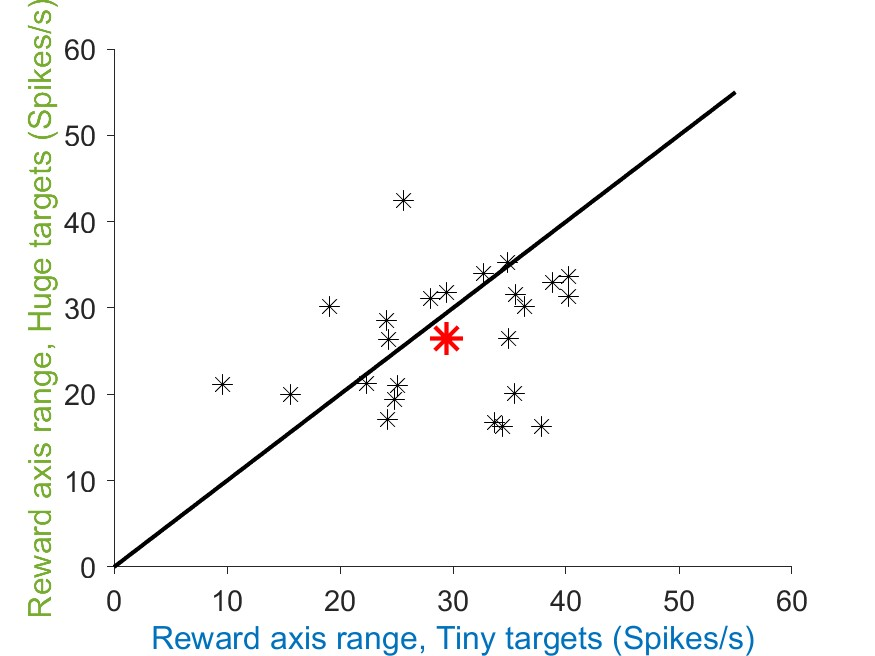 Reward axis range, Huge targets (Spikes/s)
60
50
40
30
20
10
0
0 10 20 30 40 50 60
Reward axis range, Tiny targets (Spikes/s)